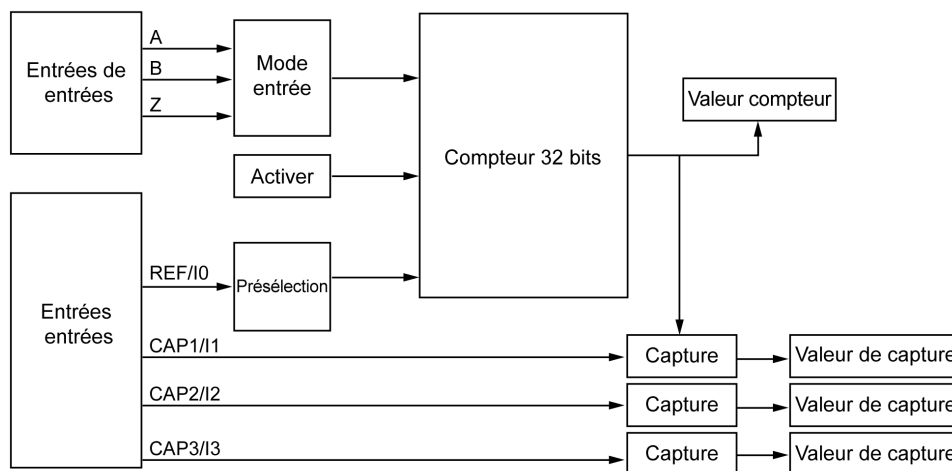 Entrées de
entrées
A
B
Z
Mode
entrée
Activer
Compteur 32 bits
Valeur compteur
Entrées
entrées
REF/I0
Présélection
CAP1/I1
Capture
Valeur de capture
CAP2/I2
Capture
Valeur de capture
CAP3/I3
Capture
Valeur de capture